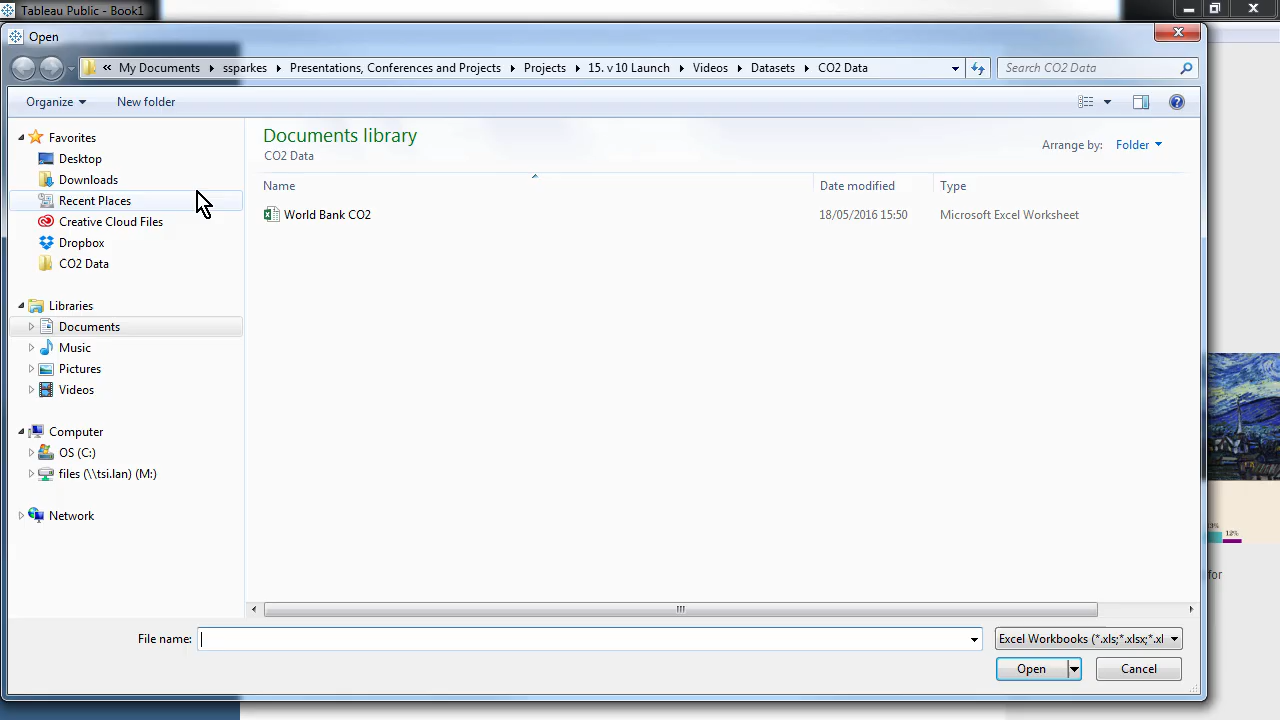 Tableau Public - Book1
Open
« My Documents ssparkes Presentations, Conferences and Projects Projects 15. v 10 Launch Videos Datasets CO2 Data
Search CO2 Data
Organize New folder
Favorites
Desktop
Downloads
Recent Places
Creative Cloud Files
Dropbox
CO2 Data
Libraries
Documents
Music
Pictures
Videos
Computer
OS (C:)
files (\\tsi.lan) (M:)
Network
Documents library
CO2 Data
Arrange by: Folder
Name Date modified Type
World Bank CO2 18/05/2016 15:50 Microsoft Excel Worksheet
12%
for
File name:
Excel Workbooks (*.xls;*.xlsx;*.xl
Open Cancel